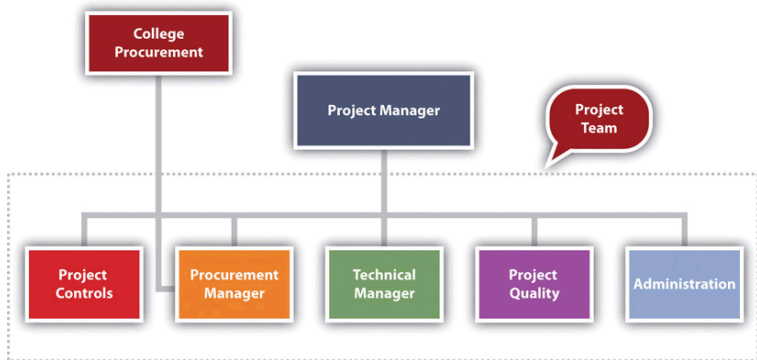 College
Procurement
Project Manager
Project
Team
Project
Controls
Procurement
Manager
Technical
Manager
Project
Quality
Administration